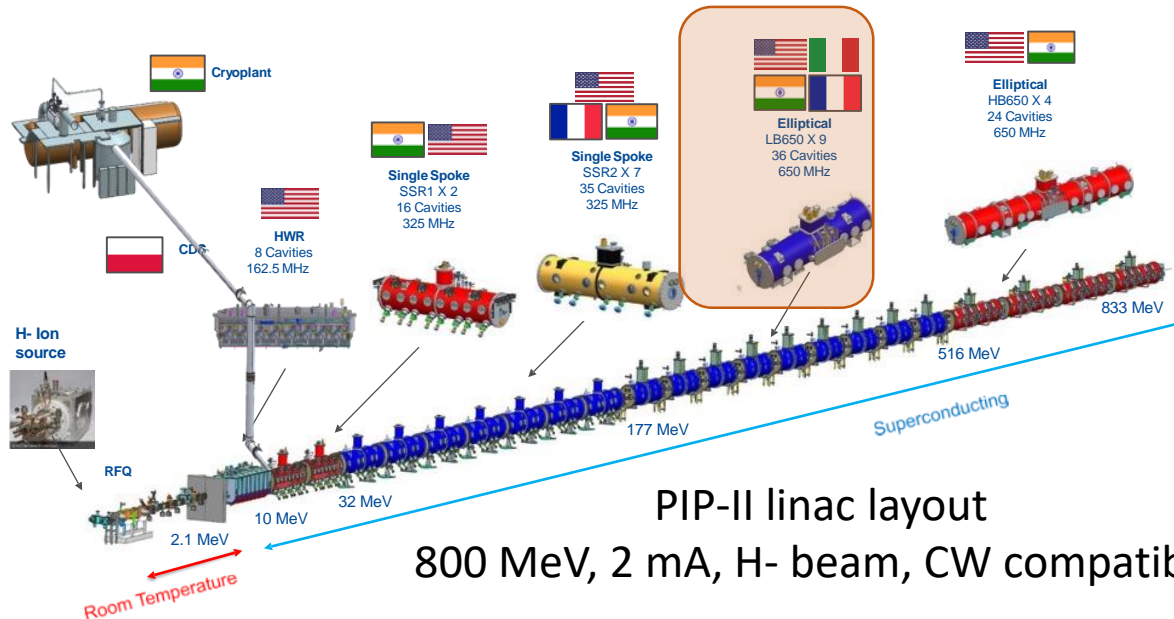 Cryoplant
CDS
HWR
8 Cavities
162.5 MHz
Single Spoke
SSR1 X 2
16 Cavities
325 MHz
Single Spoke
SSR2 X 7
35 Cavities
325 MHz
Elliptical
LB650 X 9
36 Cavities
650 MHz
Elliptical
HB650 X 4
24 Cavities
650 MHz
H- Ion
source
RFQ
2.1 MeV
10 MeV
32 MeV
177 MeV
516 MeV
833 MeV
Room Temperature
Superconducting
PIP-II linac layout
800 MeV, 2 mA, H- beam, CW compatib